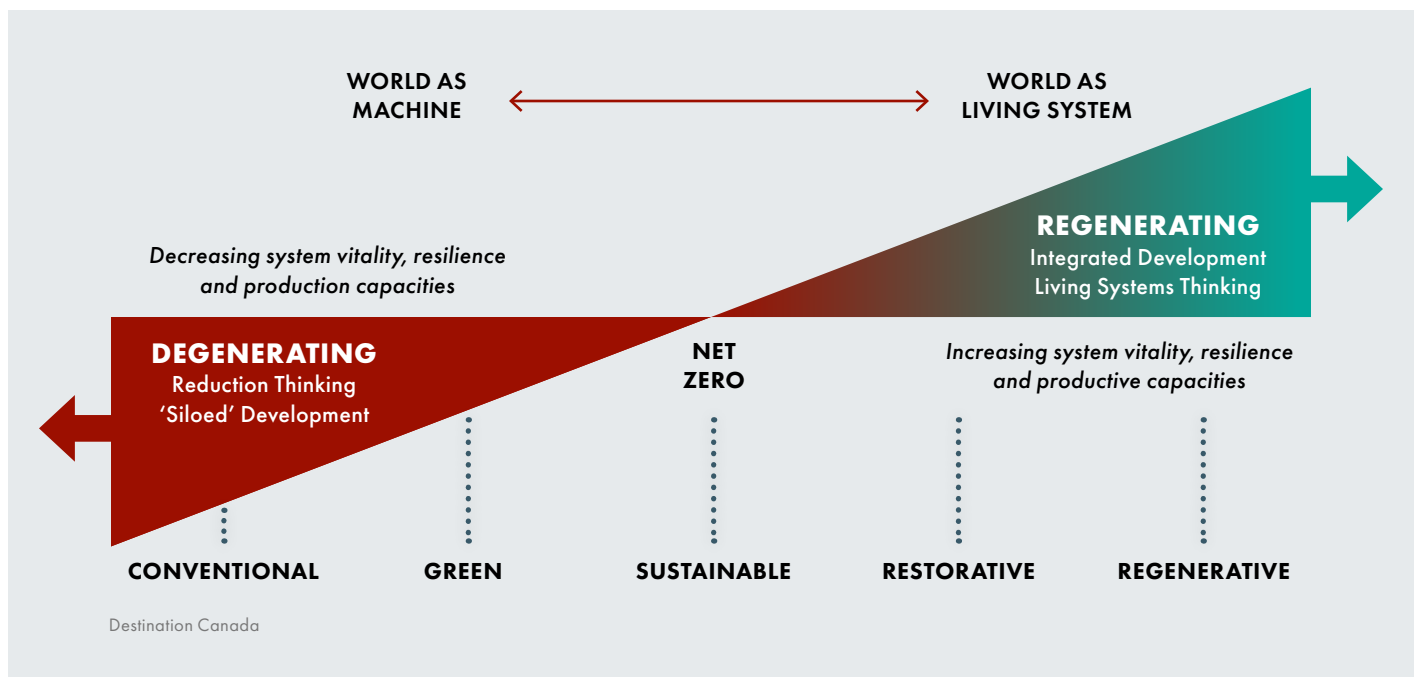 WORLD AS
MACHINE
WORLD AS
LIVING SYSTEM
Decreasing system vitality, resilience
and production capacities
REGENERATING
Integrated Development
Living Systems Thinking
DEGENERATING
Reduction Thinking
‘Siloed’ Development
NET
ZERO
Increasing system vitality, resilience
and productive capacities
CONVENTIONAL
GREEN
SUSTAINABLE
RESTORATIVE
REGENERATIVE
Destination Canada